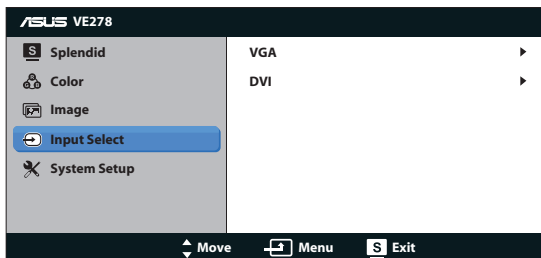 ASUS VE278
S Splendid
Color
Image
Input Select
System Setup
VGA
DVI
Move Menu S Exit